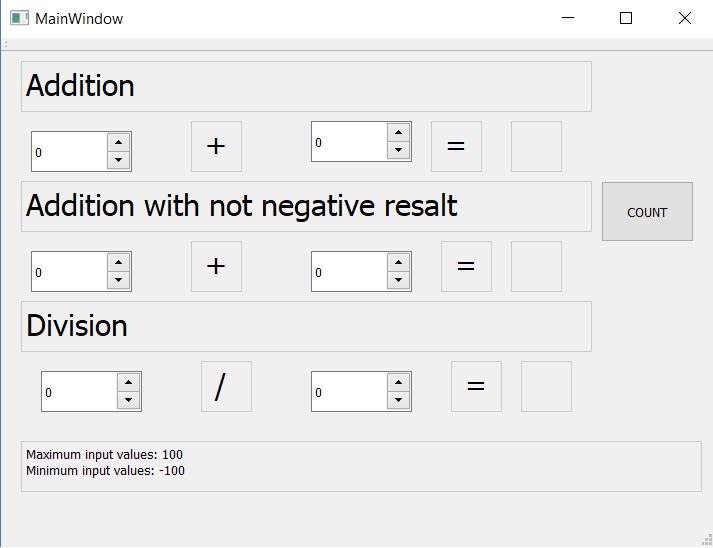 MainWindow
Addition
0 + 0 =
Addition with not negative resalt
COUNT
0 + 0 =
Division
0 / 0 =
Maximum input values: 100
Minimum input values: -100